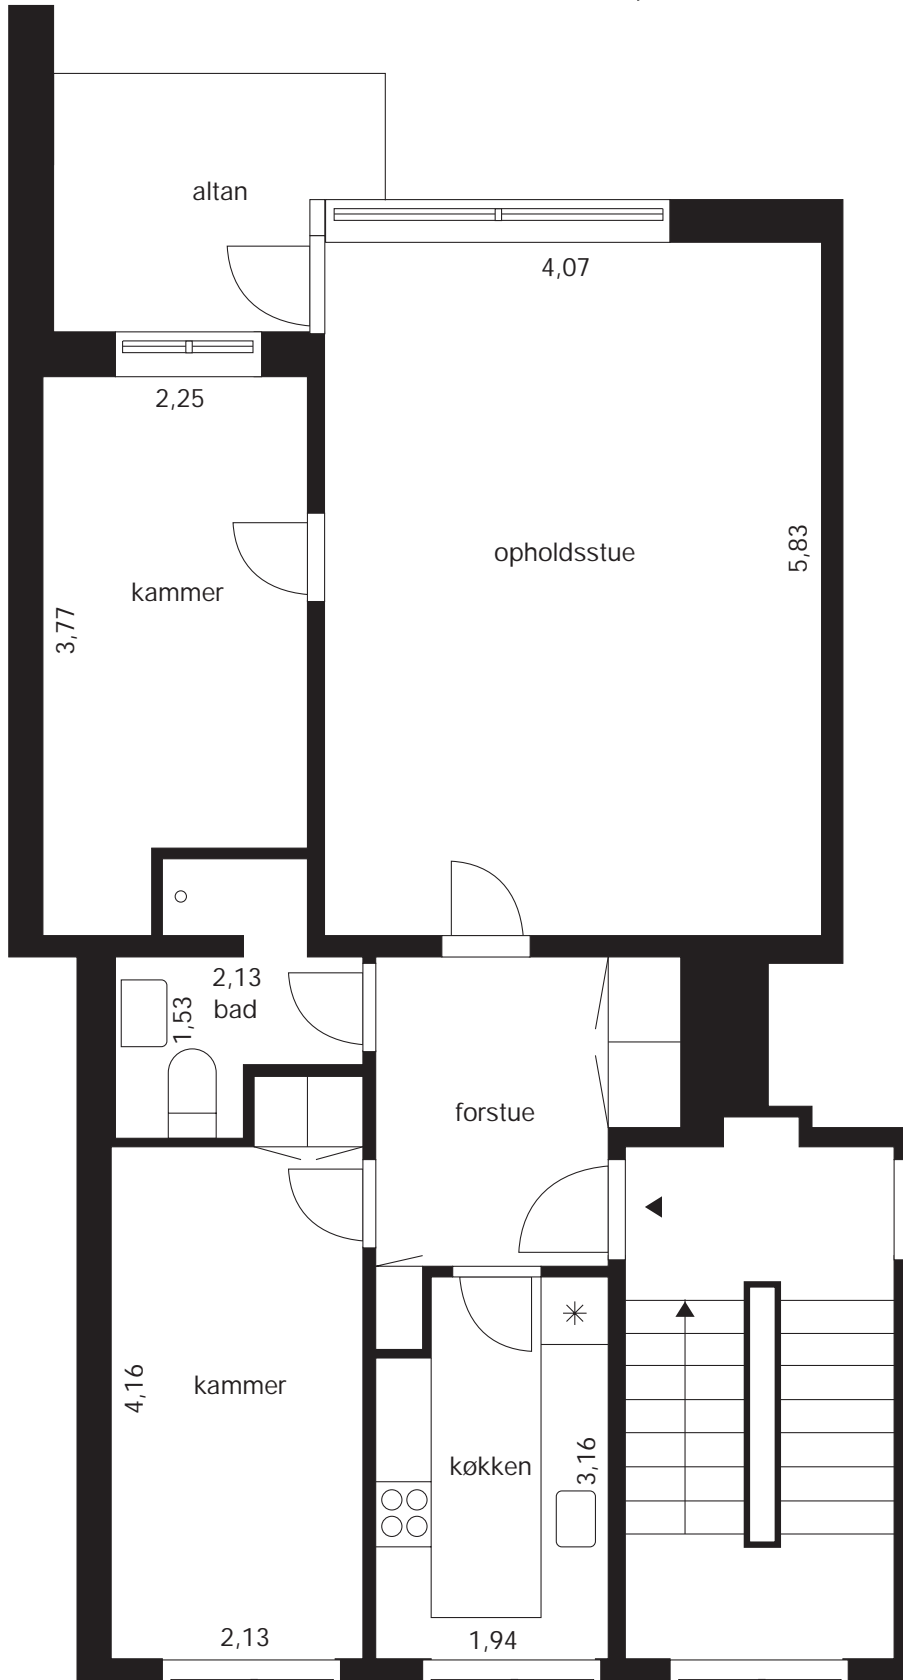 altan
4,07
2,25
opholdsstue
5,83
kammer
3,77
2,13
bad
1,53
forstue
4,16
kammer
køkken
3,16
2,13
1,94